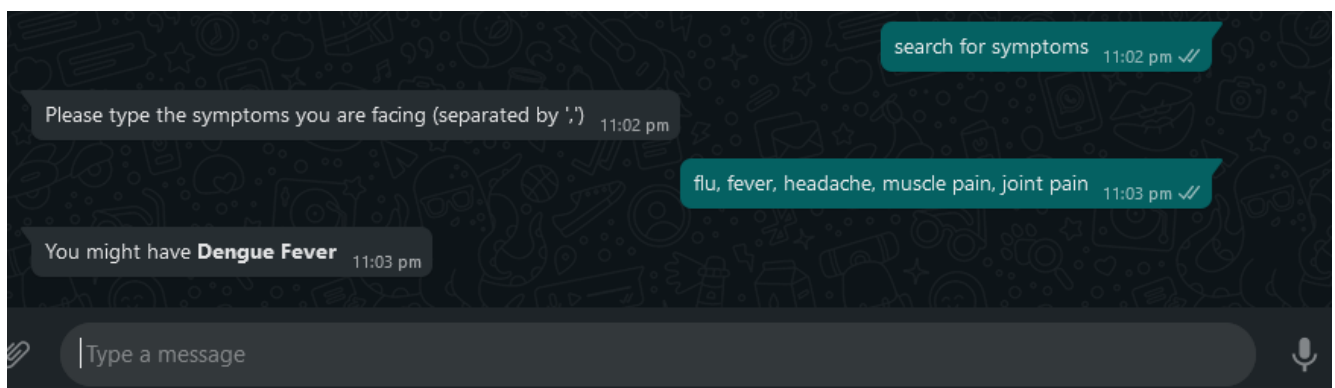 search for symptoms 11:02 pm
Please type the symptoms you are facing (separated by ',') 11:02 pm
flu, fever, headache, muscle pain, joint pain 11:03 pm
You might have Dengue Fever 11:03 pm
Type a message